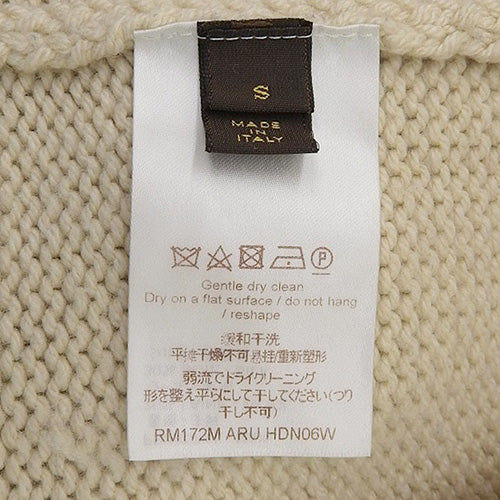 S
MADE
IN
ITALY
P
Gentle dry clean
Dry on a flat surface / do not hang
/ reshape
缓和干洗
平摊干燥不可悬挂/重新塑形
弱流でドライクリーニング
形を整え平らにして干してください(つり
干し不可)
RM172M ARU HDN06W